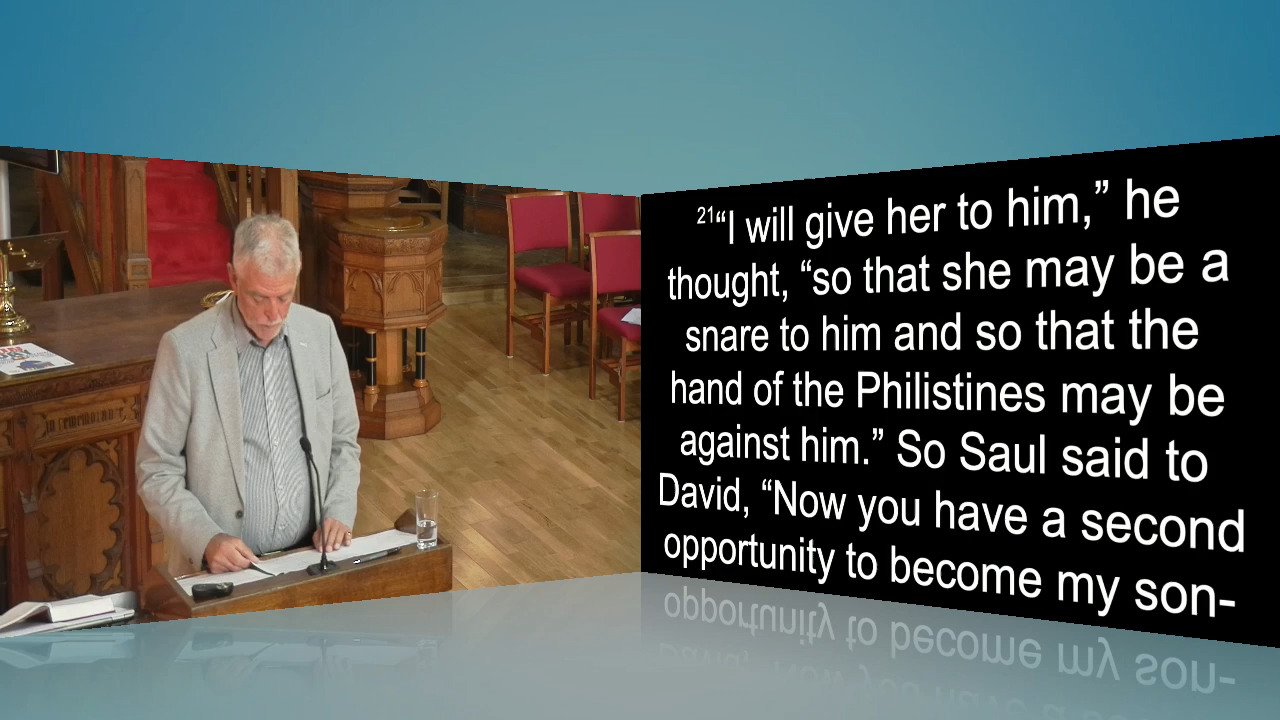 21“I will give her to him,” he
thought, “so that she may be a
snare to him and so that the
hand of the Philistines may be
against him.” So Saul said to
David, “Now you have a second
opportunity to become my son-
In memoriam